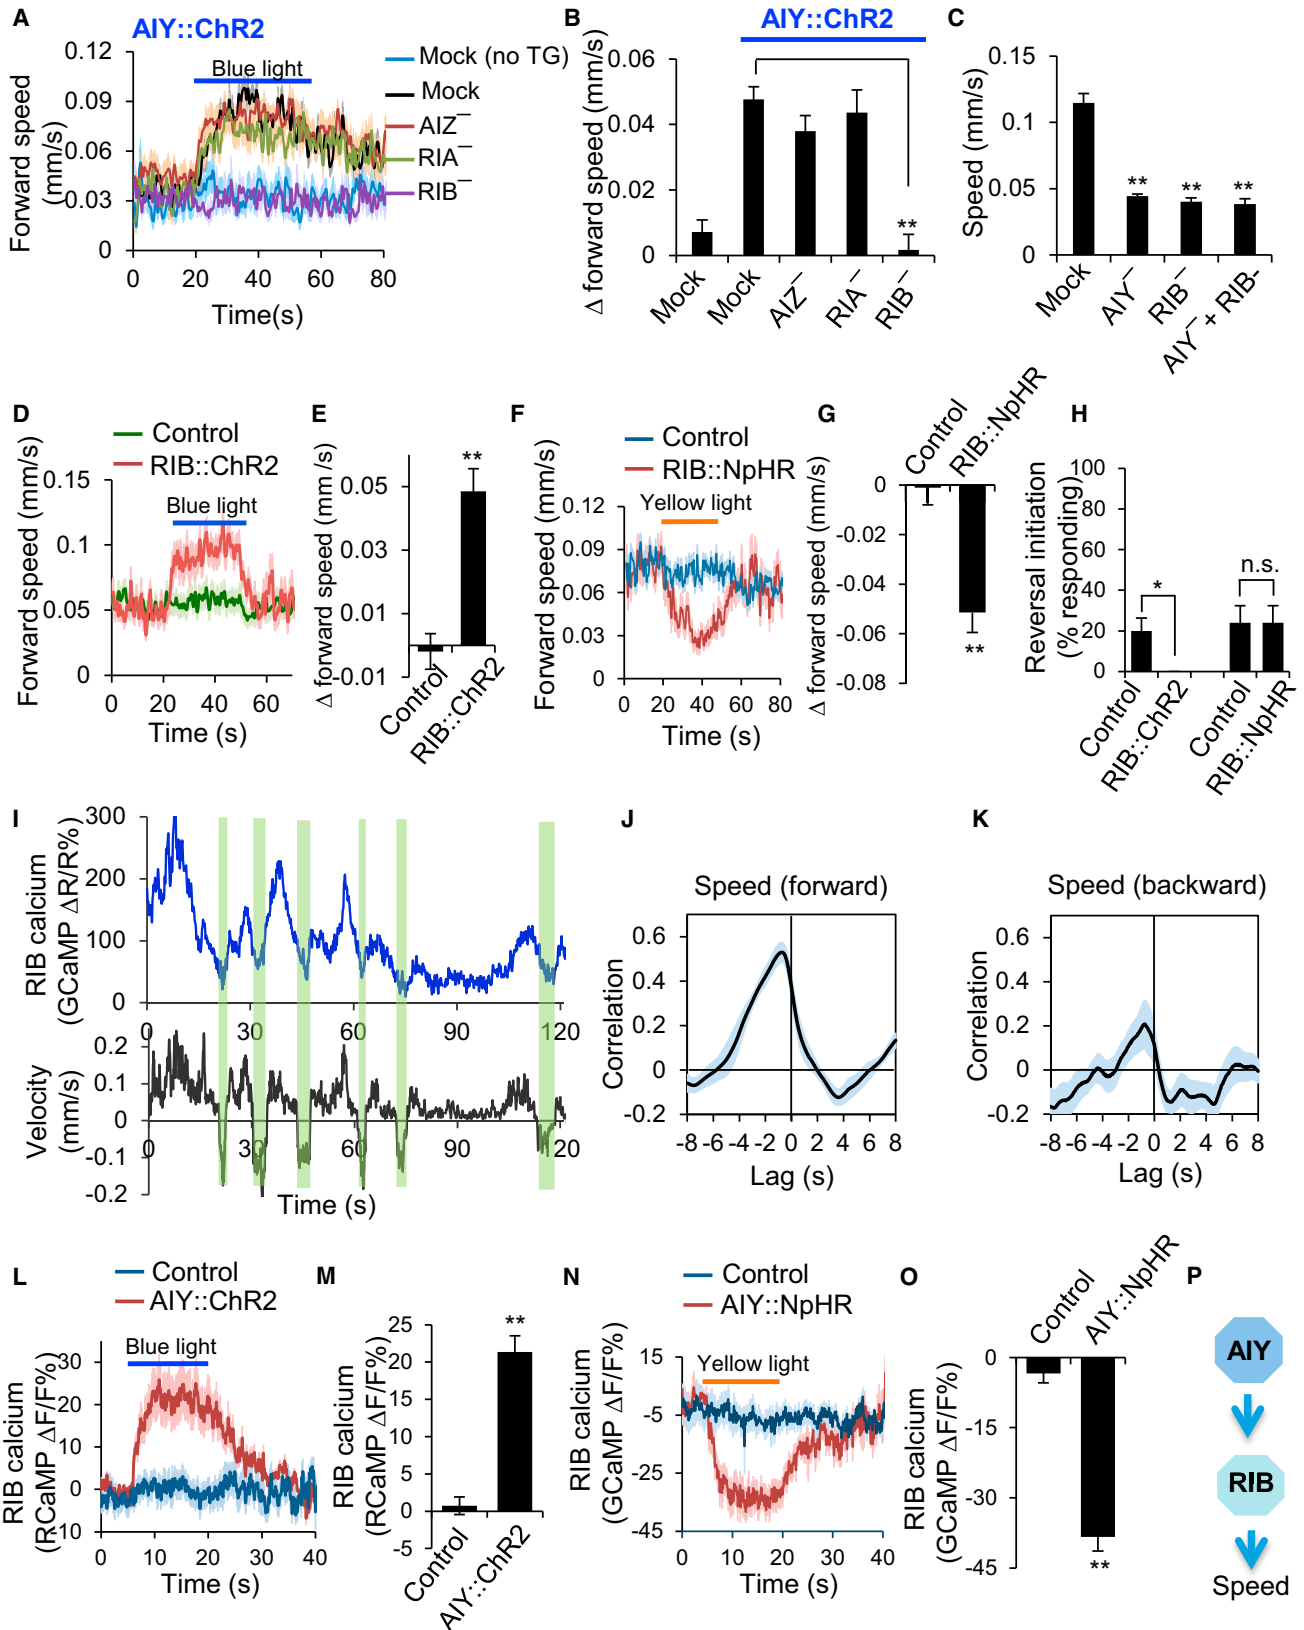 A
AIY::ChR2
Blue light
Mock (no TG)
Mock
AIZ⁻
RIA⁻
RIB⁻
Forward speed
(mm/s)
0.12
0.09
0.06
0.03
0
0 20 40 60 80
Time(s)
B
AIY::ChR2
Δ forward speed (mm/s)
0.06
0.04
0.02
0
**
Mock
Mock
AIZ⁻
RIA⁻
RIB⁻
C
Speed (mm/s)
0.15
0.1
0.05
0
** ** **
Mock
AIY⁻
RIB⁻
AIY⁻ + RIB-
D
Control
RIB::ChR2
Blue light
Forward speed (mm/s)
0.15
0.1
0.05
0
0 20 40 60
Time (s)
E
Δ forward speed (mm /s)
**
0.05
0.03
0.01
-0.01
Control
RIB::ChR2
F
Control
RIB::NpHR
Yellow light
Forward speed (mm/s)
0.12
0.09
0.06
0.03
0
0 20 40 60 80
Time (s)
G
Control
RIB::NpHR
Δ forward speed (mm/s)
0
-0.02
-0.04
-0.06
-0.08
**
H
Reversal initiation
(% responding)
100
80
60
40
20
0
*
n.s.
Control
RIB::ChR2
Control
RIB::NpHR
I
RIB calcium
(GCaMP ΔR/R%)
300
200
100
0
0 30 60 90 120
Velocity
(mm/s)
0.2
0.1
0
-0.1
-0.2
0 30 60 90 120
Time (s)
J
Speed (forward)
Correlation
0.6
0.4
0.2
0
-0.2
-8 -6 -4 -2 0 2 4 6 8
Lag (s)
K
Speed (backward)
Correlation
0.6
0.4
0.2
0
-0.2
-8 -6 -4 -2 0 2 4 6 8
Lag (s)
L
Control
AIY::ChR2
Blue light
RIB calcium
(RCaMP ΔF/F%)
30
20
10
0
-10
0 10 20 30 40
Time (s)
M
RIB calcium
(RCaMP ΔF/F%)
25
20
15
10
5
0
-5
**
Control
AIY::ChR2
N
Control
AIY::NpHR
Yellow light
RIB calcium
(GCaMP ΔF/F%)
15
-5
-25
-45
0 10 20 30 40
Time (s)
O
Control
AIY::NpHR
RIB calcium
(GCaMP ΔF/F%)
0
-15
-30
-45
**
P
AIY
RIB
Speed